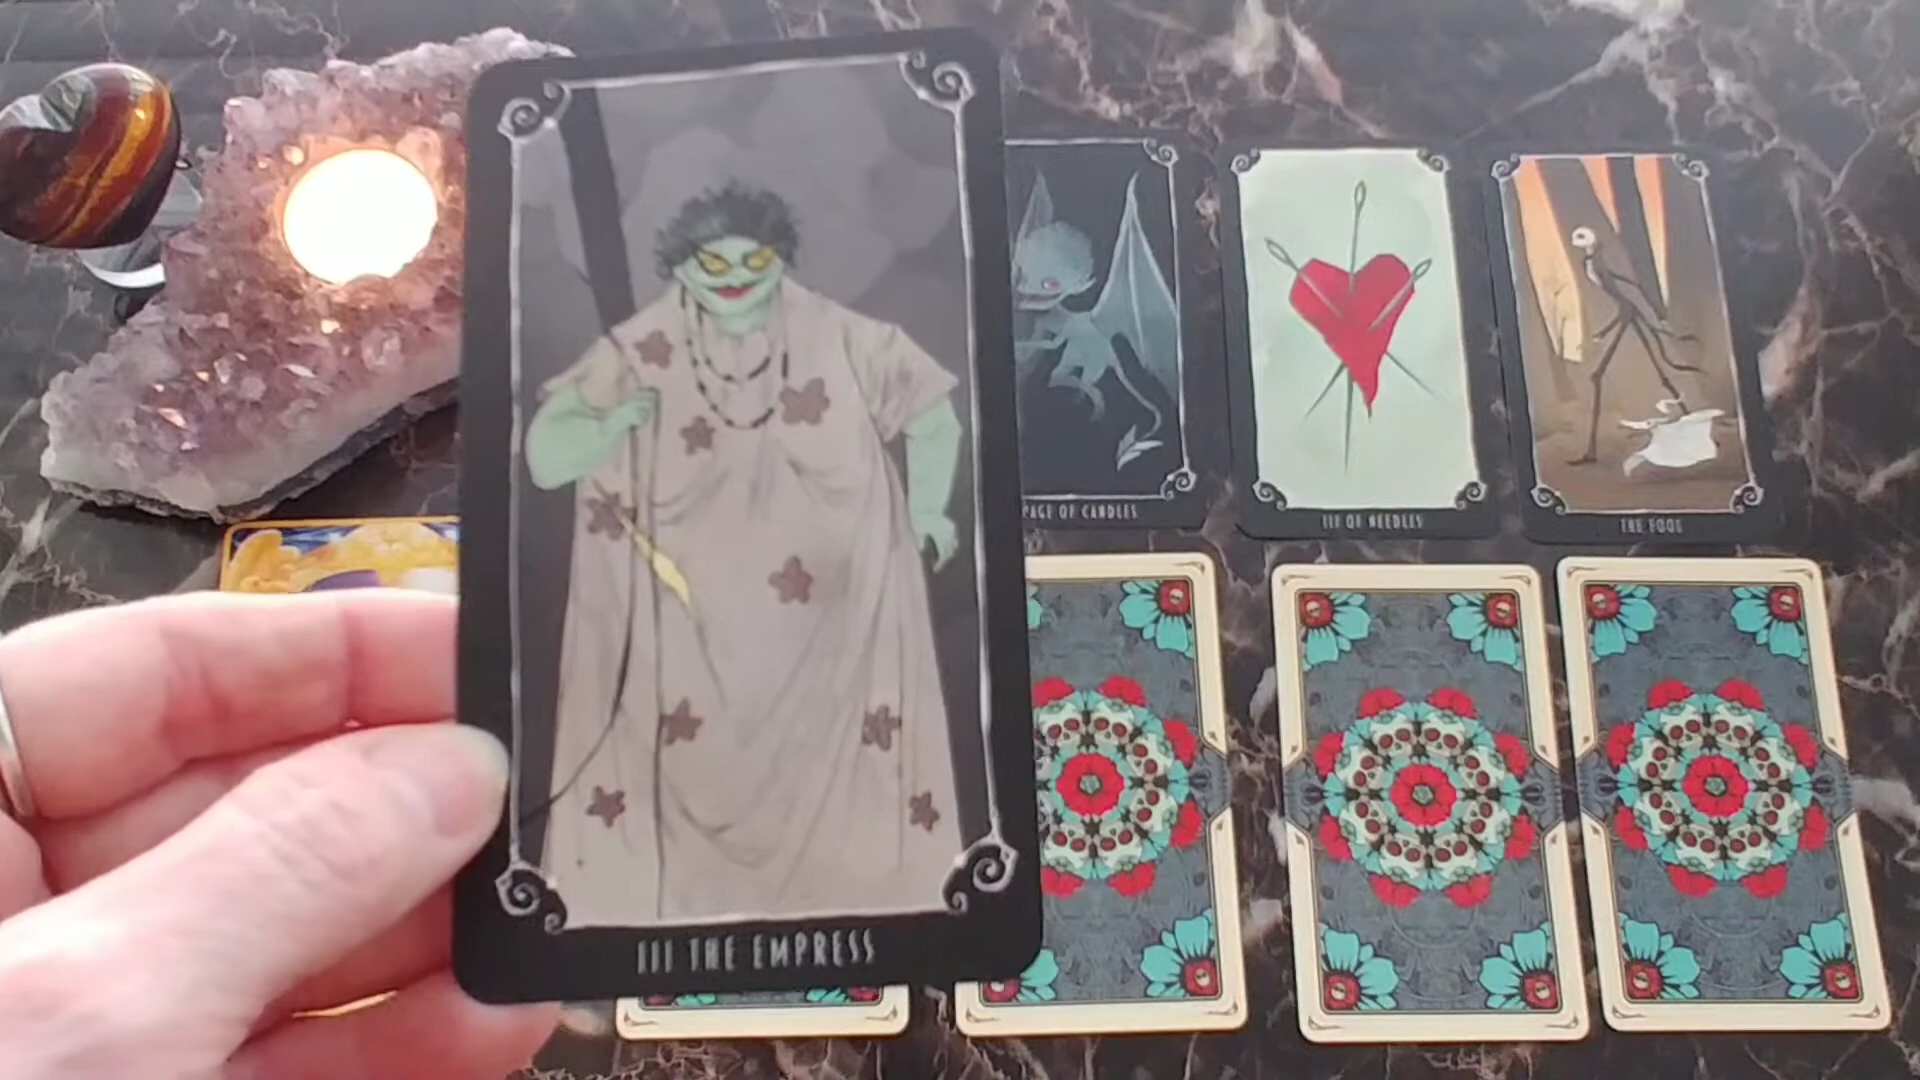 PAGE OF CANDLES
III OF NEEDLES
THE FOOL
III THE EMPRESS